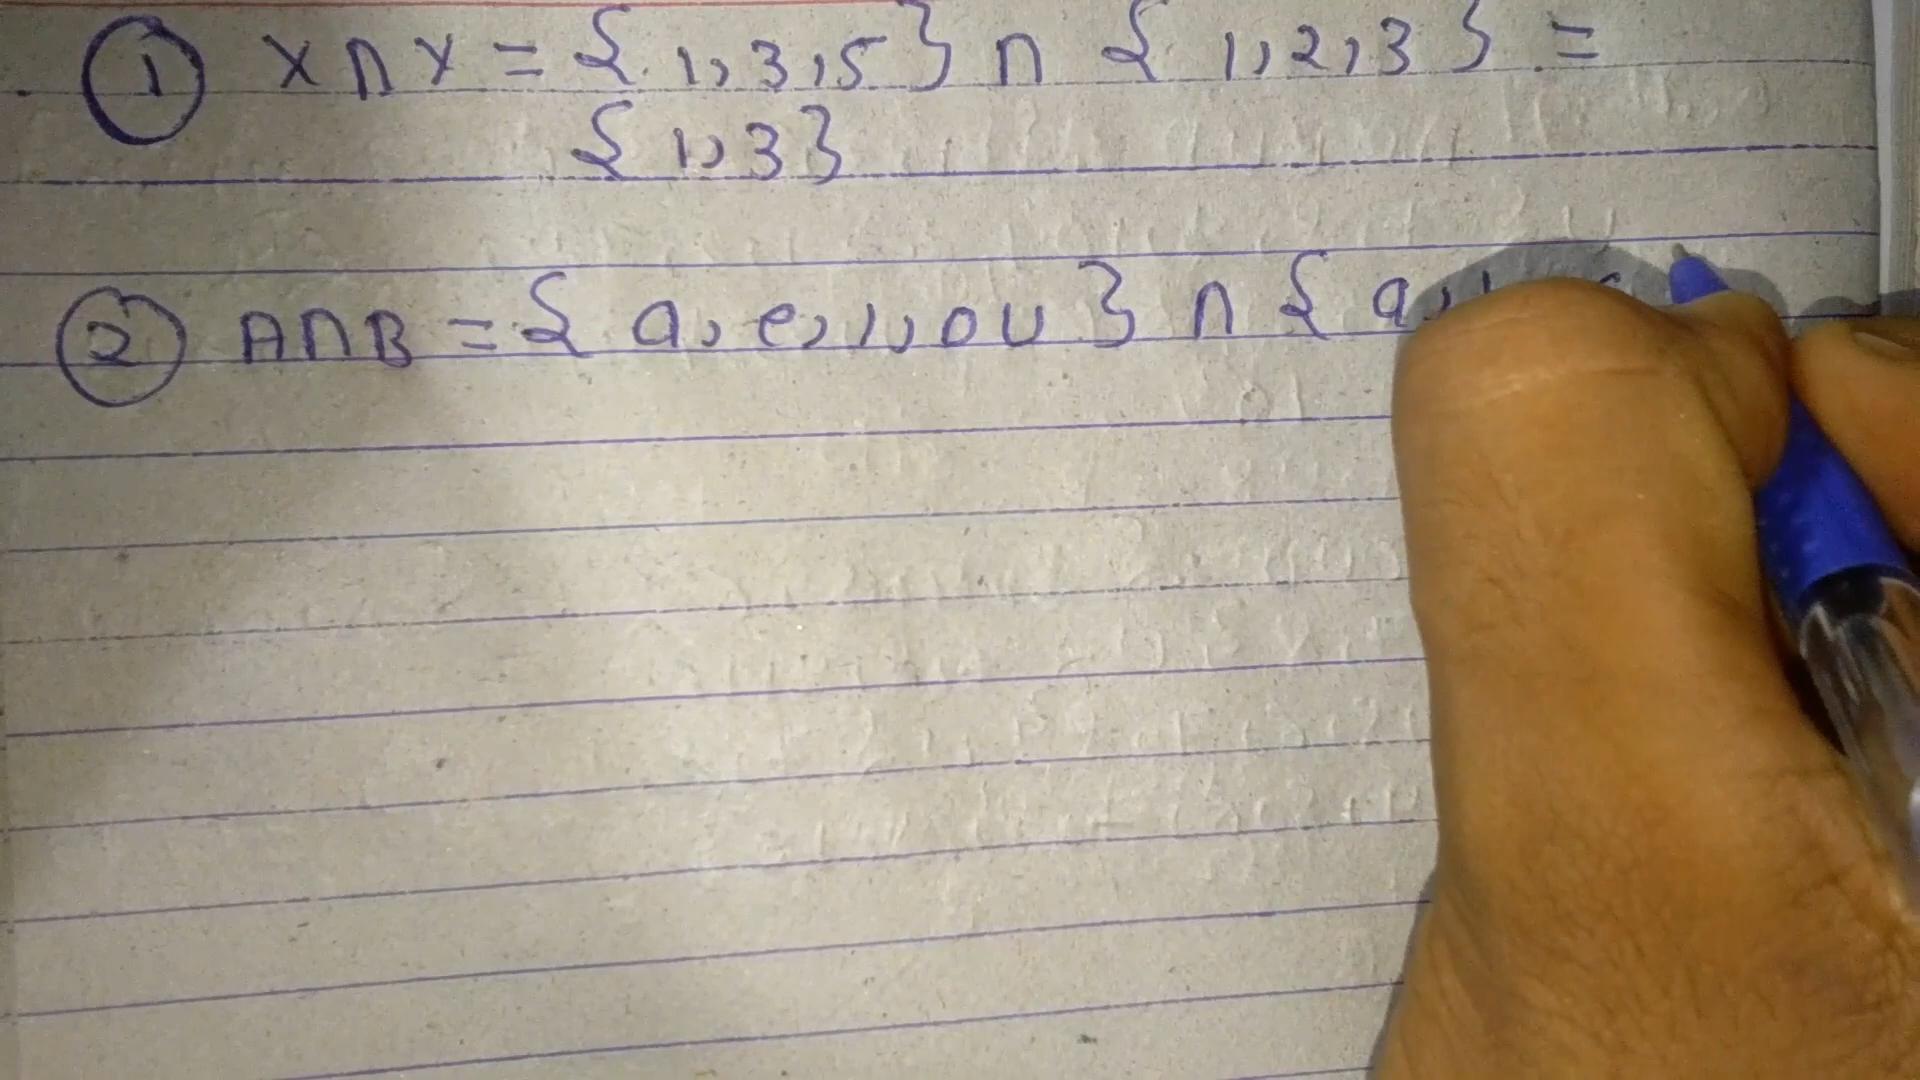 1 X ∩ Y = { 1, 3, 5 } ∩ { 1, 2, 3 } =
{ 1, 3 }
2 A ∩ B = { a, e, i, o u } ∩ { a,